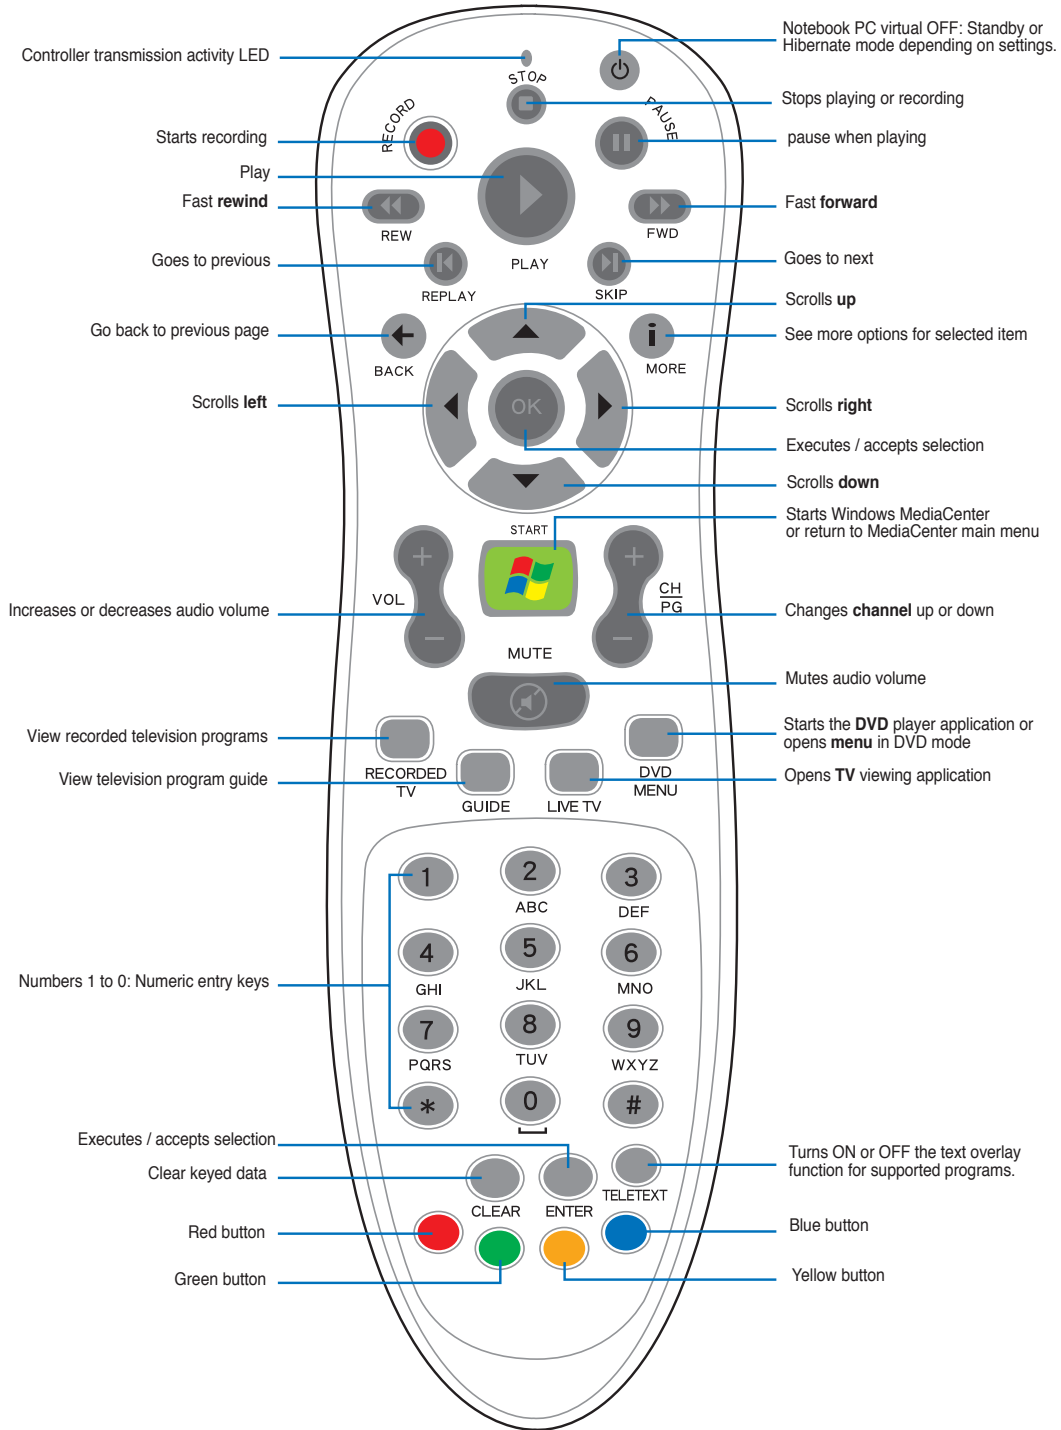 Notebook PC virtual OFF: Standby or
Hibernate mode depending on settings.
Controller transmission activity LED
STOP
Stops playing or recording
RECORD
PAUSE
Starts recording
pause when playing
Play
Fast rewind
Fast forward
REW
FWD
Goes to previous
PLAY
Goes to next
REPLAY
SKIP
Scrolls up
Go back to previous page
i
See more options for selected item
BACK
MORE
Scrolls left
OK
Scrolls right
Executes / accepts selection
Scrolls down
START
Starts Windows MediaCenter
or return to MediaCenter main menu
+
+
VOL
CH
PG
Increases or decreases audio volume
Changes channel up or down
−
−
MUTE
Mutes audio volume
View recorded television programs
Starts the DVD player application or
opens menu in DVD mode
RECORDED
TV
DVD
MENU
View television program guide
Opens TV viewing application
GUIDE
LIVE TV
1
2
3
ABC
DEF
4
5
6
GHI
JKL
MNO
Numbers 1 to 0: Numeric entry keys
7
8
9
PQRS
TUV
WXYZ
*
0
#
Executes / accepts selection
Turns ON or OFF the text overlay
function for supported programs.
Clear keyed data
CLEAR
ENTER
TELETEXT
Red button
Blue button
Green button
Yellow button